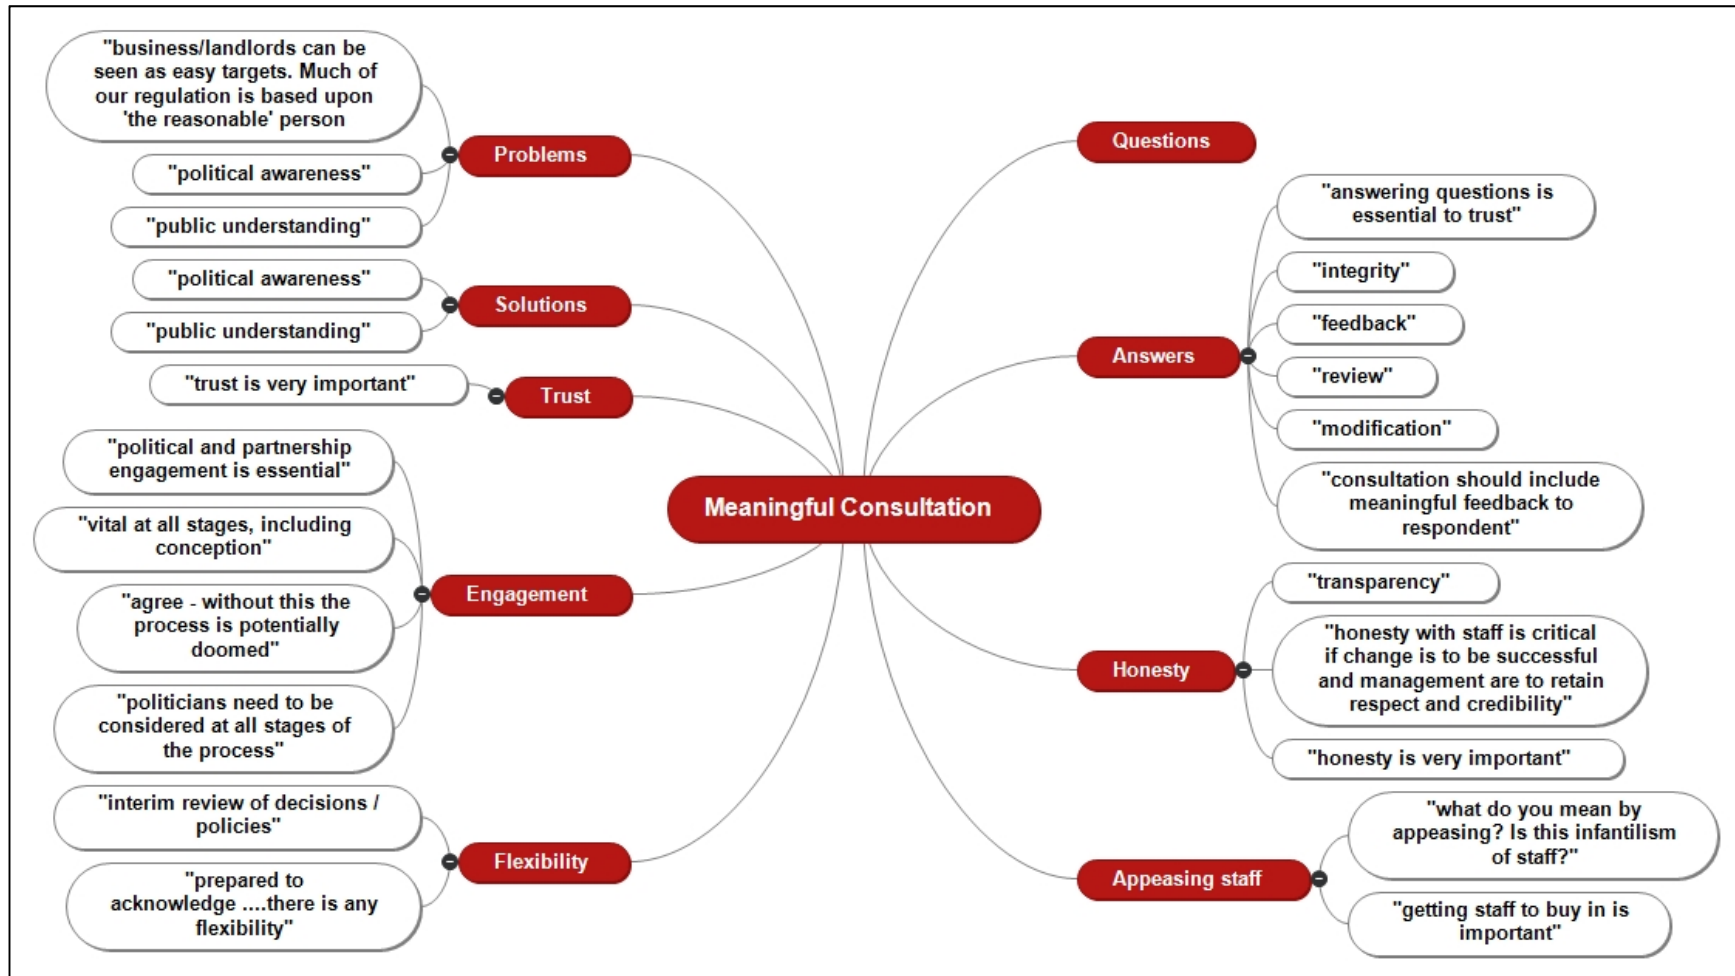 "business/landlords can be
seen as easy targets. Much of
our regulation is based upon
'the reasonable' person
"political awareness"
"public understanding"
Problems
"political awareness"
"public understanding"
Solutions
"trust is very important"
Trust
"political and partnership
engagement is essential"
"vital at all stages, including
conception"
"agree - without this the
process is potentially
doomed"
"politicians need to be
considered at all stages of
the process"
Engagement
"interim review of decisions /
policies"
"prepared to
acknowledge ....there is any
flexibility"
Flexibility
Meaningful Consultation
Questions
Answers
"answering questions is
essential to trust"
"integrity"
"feedback"
"review"
"modification"
"consultation should include
meaningful feedback to
respondent"
Honesty
"transparency"
"honesty with staff is critical
if change is to be successful
and management are to retain
respect and credibility"
"honesty is very important"
Appeasing staff
"what do you mean by
appeasing? Is this infantilism
of staff?"
"getting staff to buy in is
important"